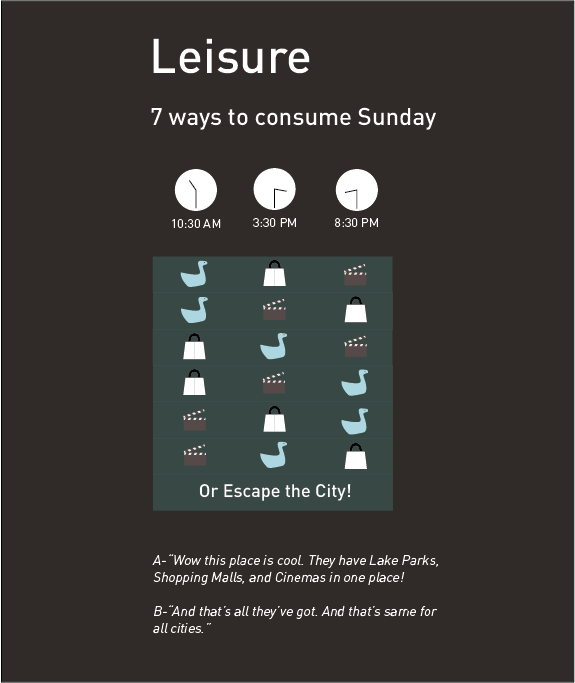 Leisure
7 ways to consume Sunday
10:30 AM 3:30 PM 8:30 PM
Or Escape the City!
A-“Wow this place is cool. They have Lake Parks,
Shopping Malls, and Cinemas in one place!
B-“And that’s all they’ve got. And that’s same for
all cities.”